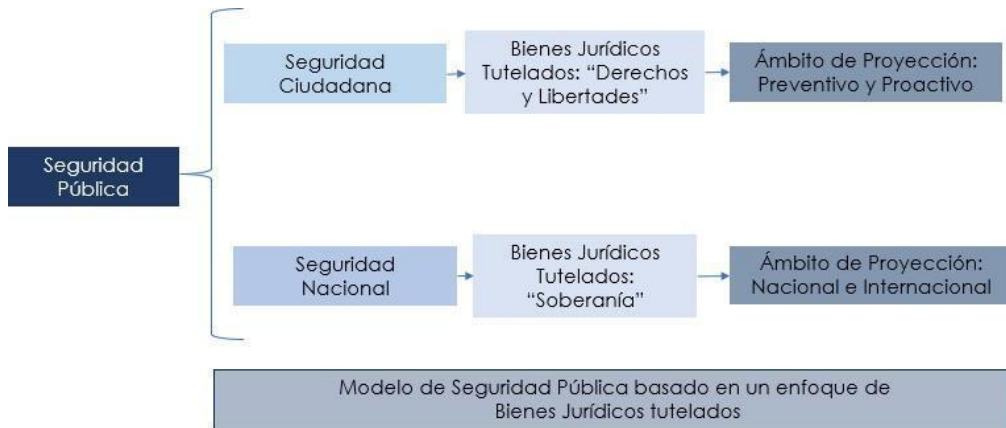 Seguridad
Pública
Seguridad
Ciudadana
Bienes Jurídicos
Tutelados: “Derechos
y Libertades”
Ámbito de Proyección:
Preventivo y Proactivo
Seguridad
Nacional
Bienes Jurídicos
Tutelados:
“Soberanía”
Ámbito de Proyección:
Nacional e Internacional
Modelo de Seguridad Pública basado en un enfoque de
Bienes Jurídicos tutelados